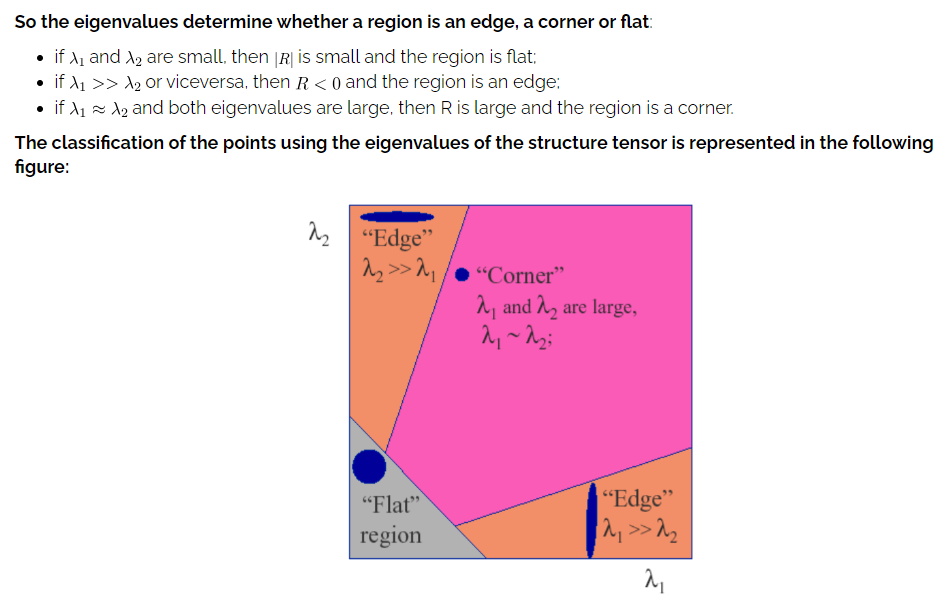 So the eigenvalues determine whether a region is an edge, a corner or flat:
• if λ₁ and λ₂ are small, then |R| is small and the region is flat;
• if λ₁ >> λ₂ or viceversa, then R < 0 and the region is an edge;
• if λ₁ ≈ λ₂ and both eigenvalues are large, then R is large and the region is a corner.
The classification of the points using the eigenvalues of the structure tensor is represented in the following
figure:
λ₂
“Edge”
λ₂ >> λ₁
“Corner”
λ₁ and λ₂ are large,
λ₁ ~ λ₂;
“Flat”
region
“Edge”
λ₁ >> λ₂
λ₁